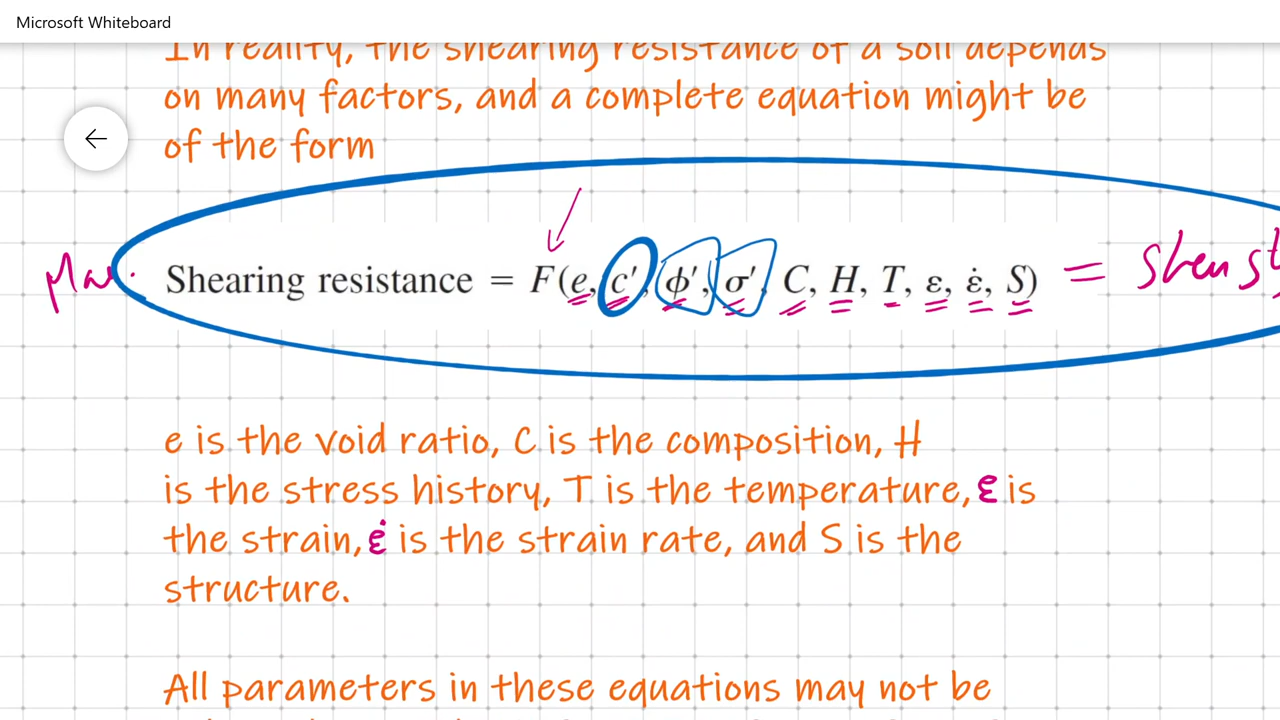 Microsoft Whiteboard
In reality, the shearing resistance of a soil depends
on many factors, and a complete equation might be
of the form
Max. Shearing resistance = F(e, c′, ϕ′, σ′, C, H, T, ε, ε̇, S) =
e is the void ratio, C is the composition, H
is the stress history, T is the temperature, ε is
the strain, ε̇ is the strain rate, and S is the
structure.
All parameters in these equations may not be